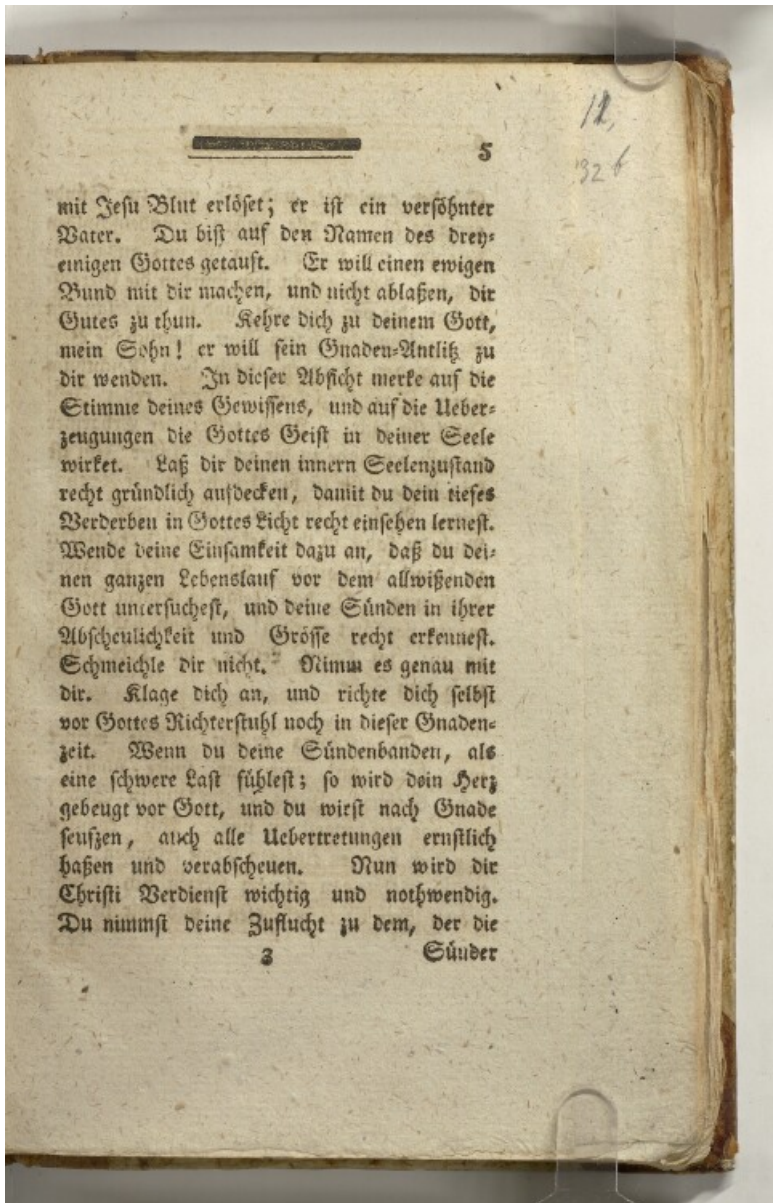 11,
5
32 b
mit Jesu Blut erlöset; er ist ein versöhnter
Vater. Du bist auf den Namen des drey-
einigen Gottes getauft. Er will einen ewigen
Bund mit dir machen, und nicht ablaßen, dir
Gutes zu thun. Kehre dich zu deinem Gott,
mein Sohn! er will sein Gnaden-Antlitz zu
dir wenden. In dieser Absicht merke auf die
Stimme deines Gewissens, und auf die Ueber-
zeugungen die Gottes Geist in deiner Seele
wirket. Laß dir deinen innern Seelenzustand
recht gründlich aufdecken, damit du dein tiefes
Verderben in Gottes Licht recht einsehen lernest.
Wende deine Einsamkeit dazu an, daß du dei-
nen ganzen Lebenslauf vor dem allwißenden
Gott untersuchest, und deine Sünden in ihrer
Abscheulichkeit und Grösse recht erkennest.
Schmeichle dir nicht. Nimm es genau mit
dir. Klage dich an, und richte dich selbst
vor Gottes Richterstuhl noch in dieser Gnaden-
zeit. Wenn du deine Sündenbanden, als
eine schwere Last fühlest; so wird dein Herz
gebeugt vor Gott, und du wirst nach Gnade
seufzen, auch alle Uebertretungen ernstlich
haßen und verabscheuen. Nun wird dir
Christi Verdienst wichtig und nothwendig.
Du nimmst deine Zuflucht zu dem, der die
3 Sünder